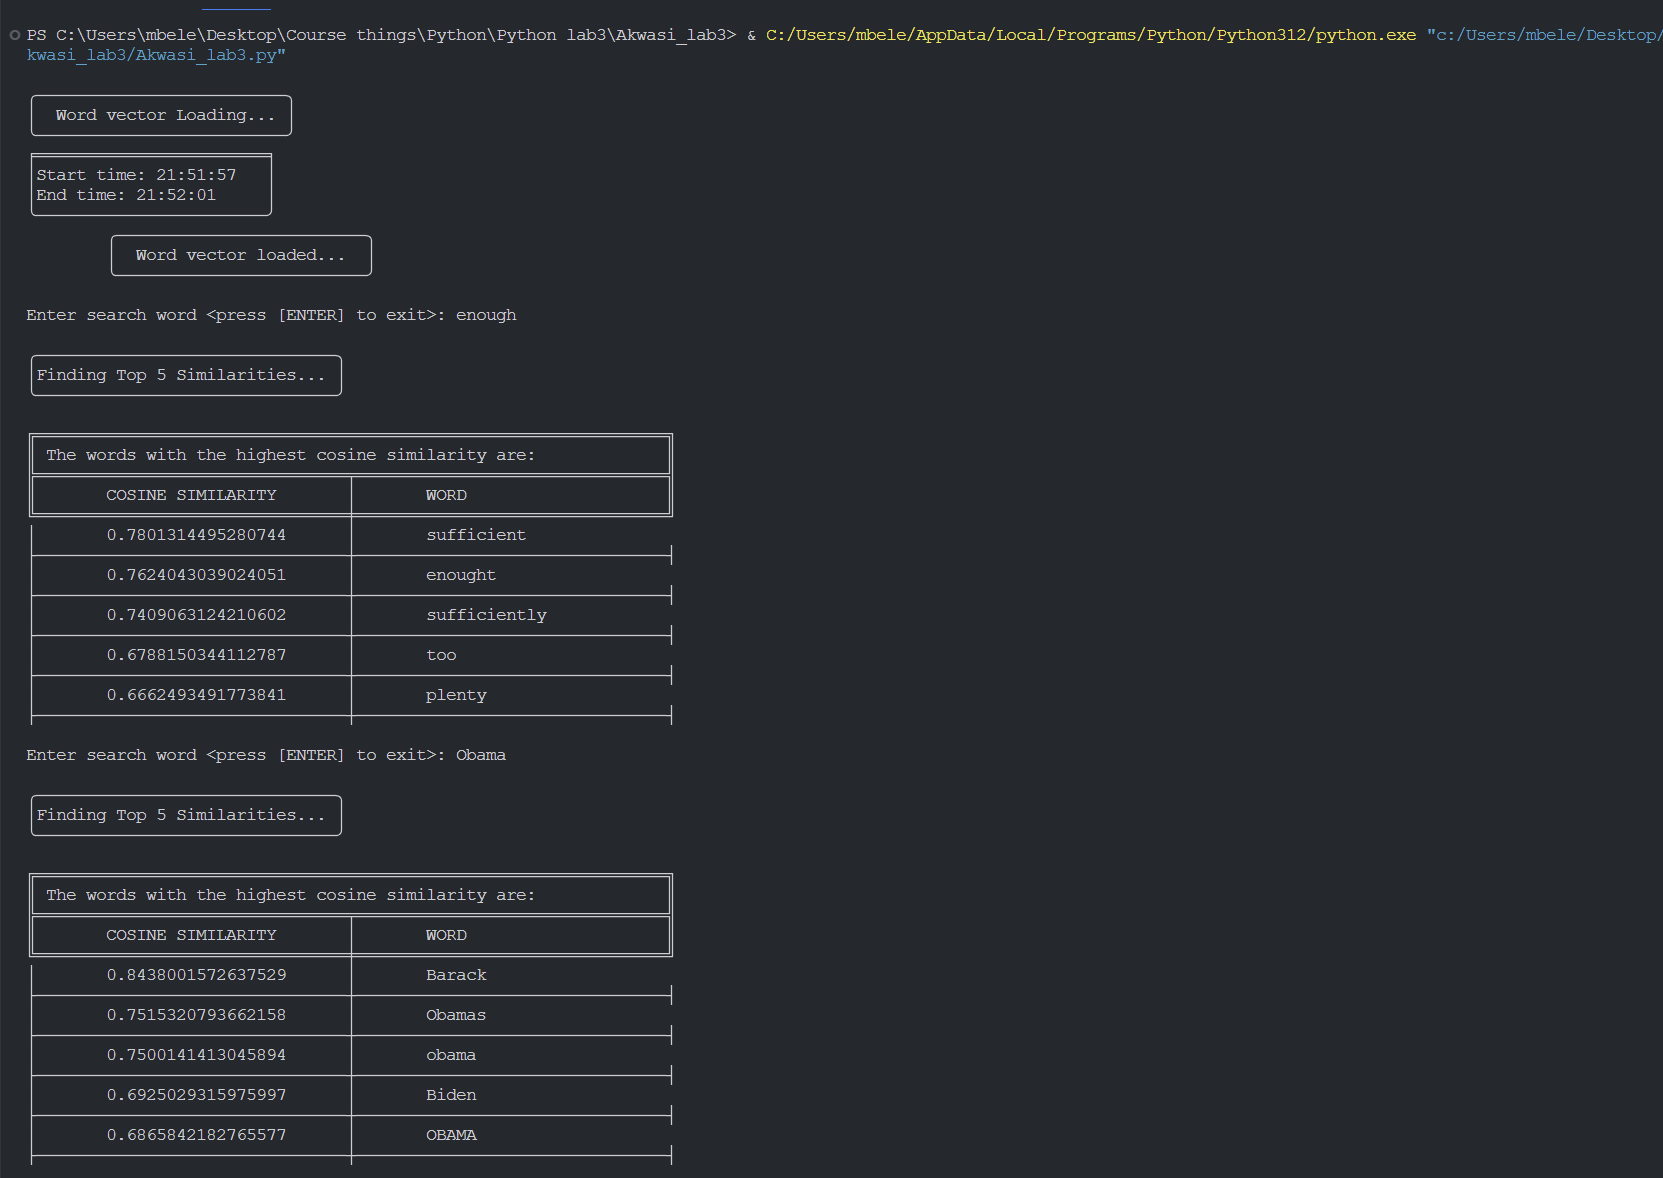 PS C:\Users\mbele\Desktop\Course things\Python\Python lab3\Akwasi_lab3> & C:/Users/mbele/AppData/Local/Programs/Python/Python312/python.exe "c:/Users/mbele/Desktop/
kwasi_lab3/Akwasi_lab3.py"
Word vector Loading...
Start time: 21:51:57
End time: 21:52:01
Word vector loaded...
Enter search word <press [ENTER] to exit>: enough
Finding Top 5 Similarities...
The words with the highest cosine similarity are:
COSINE SIMILARITY WORD
0.7801314495280744 sufficient
0.7624043039024051 enought
0.7409063124210602 sufficiently
0.6788150344112787 too
0.6662493491773841 plenty
Enter search word <press [ENTER] to exit>: Obama
Finding Top 5 Similarities...
The words with the highest cosine similarity are:
COSINE SIMILARITY WORD
0.8438001572637529 Barack
0.7515320793662158 Obamas
0.7500141413045894 obama
0.6925029315975997 Biden
0.6865842182765577 OBAMA